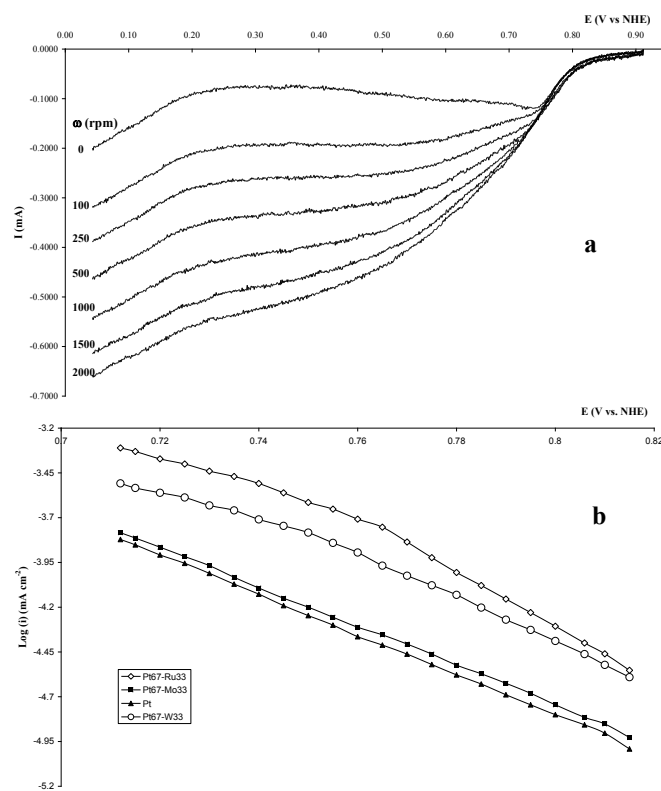 E (V vs NHE)
0.00 0.10 0.20 0.30 0.40 0.50 0.60 0.70 0.80 0.90
0.0000
-0.1000
-0.2000
-0.3000
-0.4000
-0.5000
-0.6000
-0.7000
I (mA)
ω (rpm)
0
100
250
500
1000
1500
2000
a
E (V vs. NHE)
0.7 0.72 0.74 0.76 0.78 0.8 0.82
-3.2
-3.45
-3.7
-3.95
-4.2
-4.45
-4.7
-4.95
-5.2
Log (i) (mA cm⁻²)
b
Pt67-Ru33
Pt67-Mo33
Pt
Pt67-W33